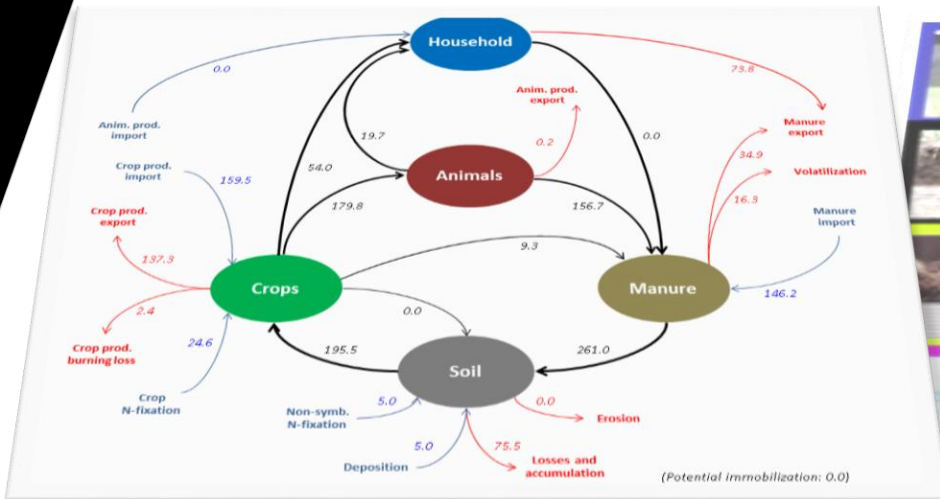 Household
73.8
0.0
Anim. prod.
export
Anim. prod.
import
Manure
export
19.7
0.2
0.0
34.9
Crop prod.
import
54.0
Animals
Volatilization
159.5
179.8
156.7
16.3
Crop prod.
export
Manure
import
137.3
9.3
Crops
Manure
146.2
2.4
0.0
Crop prod.
burning loss
24.6
195.5
261.0
Soil
Crop
N-fixation
Non-symb.
N-fixation
5.0
0.0
Erosion
5.0
75.5
Deposition
Losses and
accumulation
(Potential immobilization: 0.0)